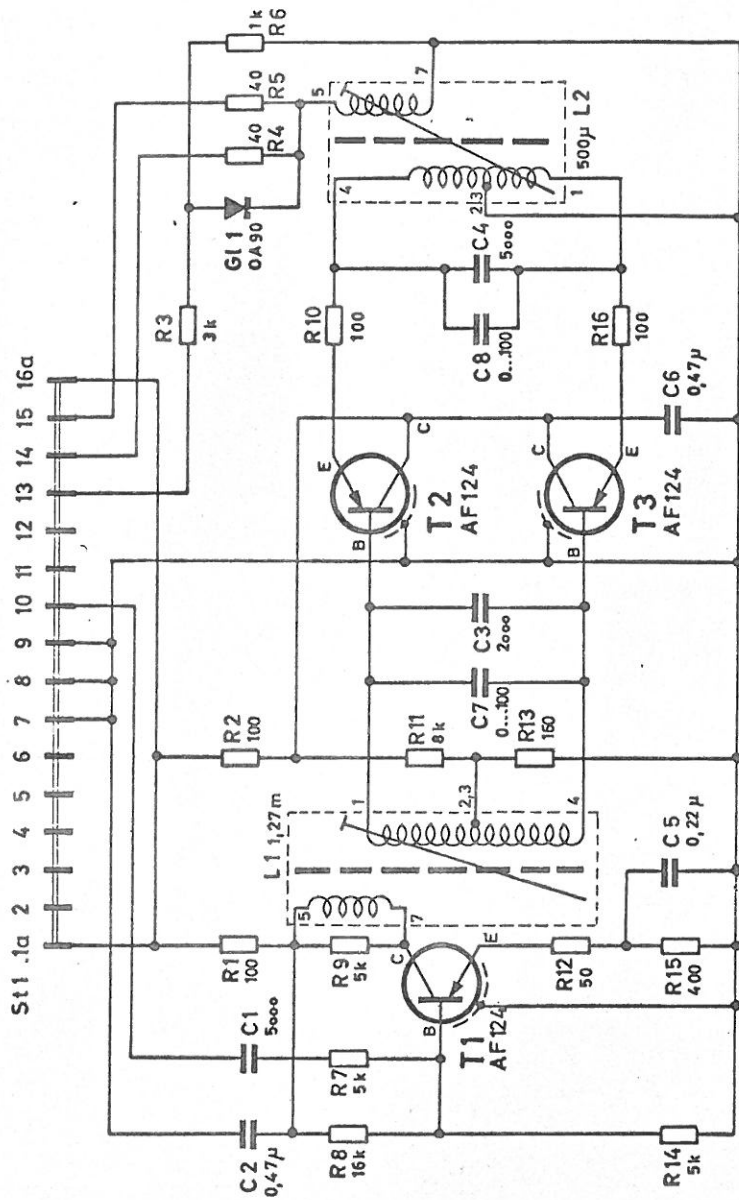 St1
1a 2 3 4 5 6 7 8 9 10 11 12 13 14 15 16a
C2
0,47µ
C1
5000
R1
100
R2
100
R3
3k
Gl 1
OA90
R4
40
R5
40
R6
1k
R8
16k
R7
5k
R9
5k
5
7
L1 1,27m
1
2,3
4
R11
8k
R13
160
C7
0...100
C3
2000
B
E
C
T2
AF124
R10
100
C8
0...100
C4
5000
4
2,3
1
5
7
500µ L2
B
C
E
T1
AF124
B
C
E
T3
AF124
R16
100
C6
0,47µ
R12
50
R15
400
C5
0,22µ
R14
5k